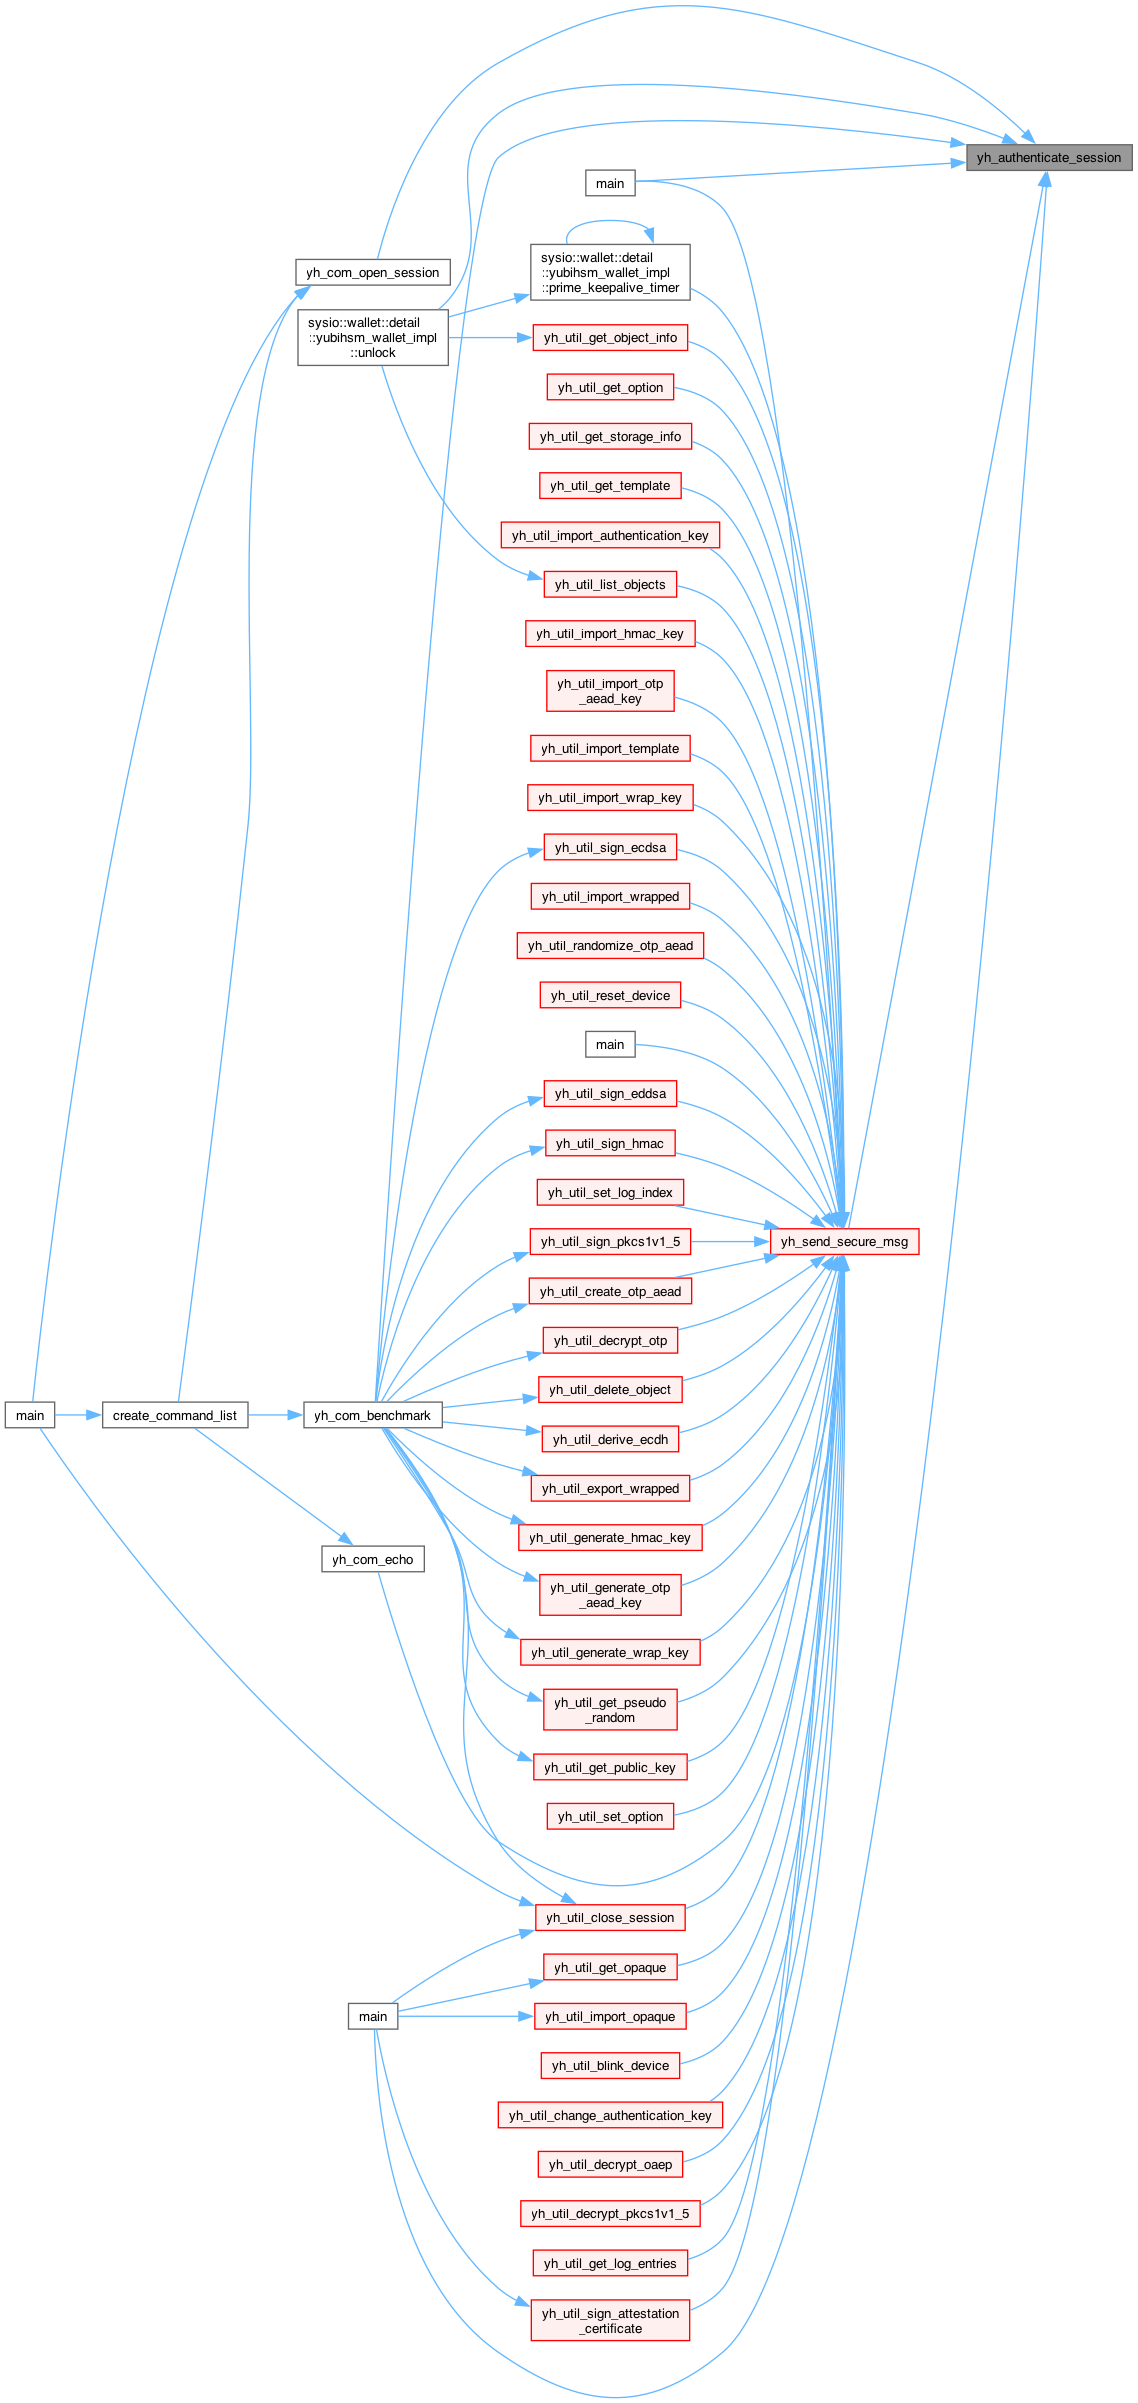 yh_authenticate_session
main
sysio::wallet::detail
::yubihsm_wallet_impl
::prime_keepalive_timer
yh_com_open_session
sysio::wallet::detail
::yubihsm_wallet_impl
::unlock
yh_util_get_object_info
yh_util_get_option
yh_util_get_storage_info
yh_util_get_template
yh_util_import_authentication_key
yh_util_list_objects
yh_util_import_hmac_key
yh_util_import_otp
_aead_key
yh_util_import_template
yh_util_import_wrap_key
yh_util_sign_ecdsa
yh_util_import_wrapped
yh_util_randomize_otp_aead
yh_util_reset_device
main
yh_util_sign_eddsa
yh_util_sign_hmac
yh_util_set_log_index
yh_util_sign_pkcs1v1_5
yh_send_secure_msg
yh_util_create_otp_aead
yh_util_decrypt_otp
yh_util_delete_object
main
create_command_list
yh_com_benchmark
yh_util_derive_ecdh
yh_util_export_wrapped
yh_util_generate_hmac_key
yh_com_echo
yh_util_generate_otp
_aead_key
yh_util_generate_wrap_key
yh_util_get_pseudo
_random
yh_util_get_public_key
yh_util_set_option
yh_util_close_session
yh_util_get_opaque
main
yh_util_import_opaque
yh_util_blink_device
yh_util_change_authentication_key
yh_util_decrypt_oaep
yh_util_decrypt_pkcs1v1_5
yh_util_get_log_entries
yh_util_sign_attestation
_certificate